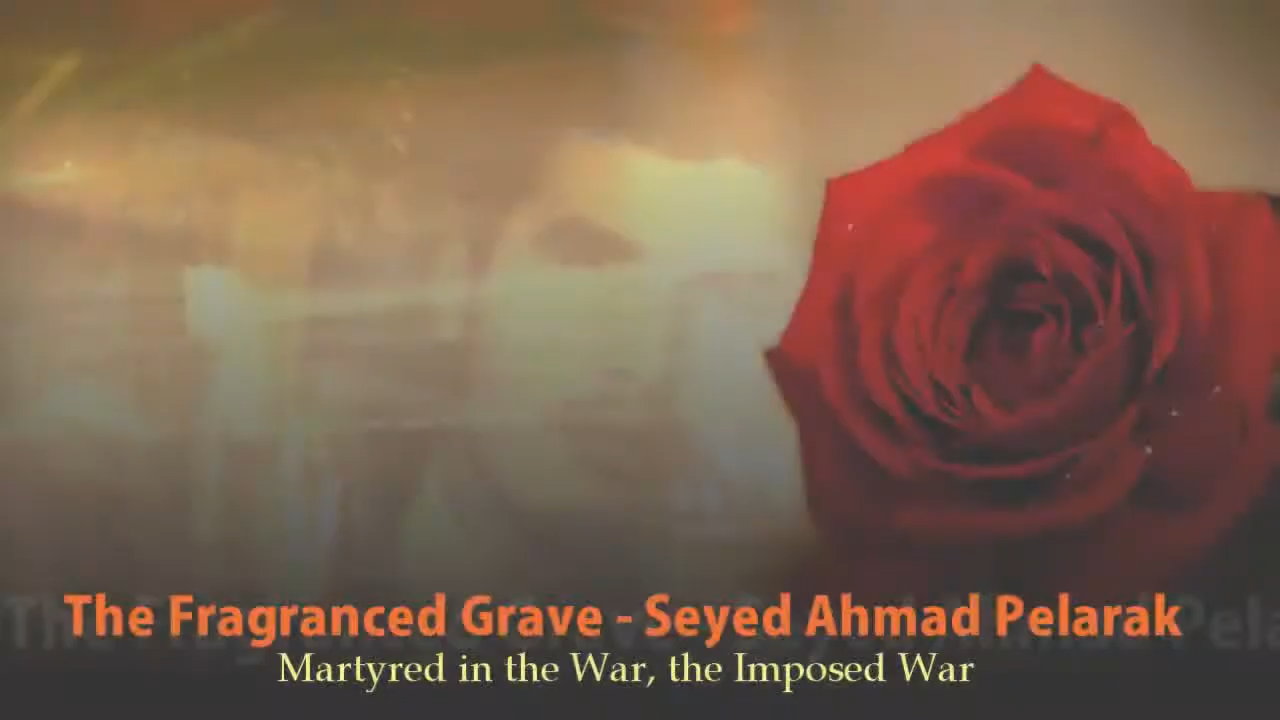 The Fragranced Grave - Seyed Ahmad Pelarak
Martyred in the War, the Imposed War